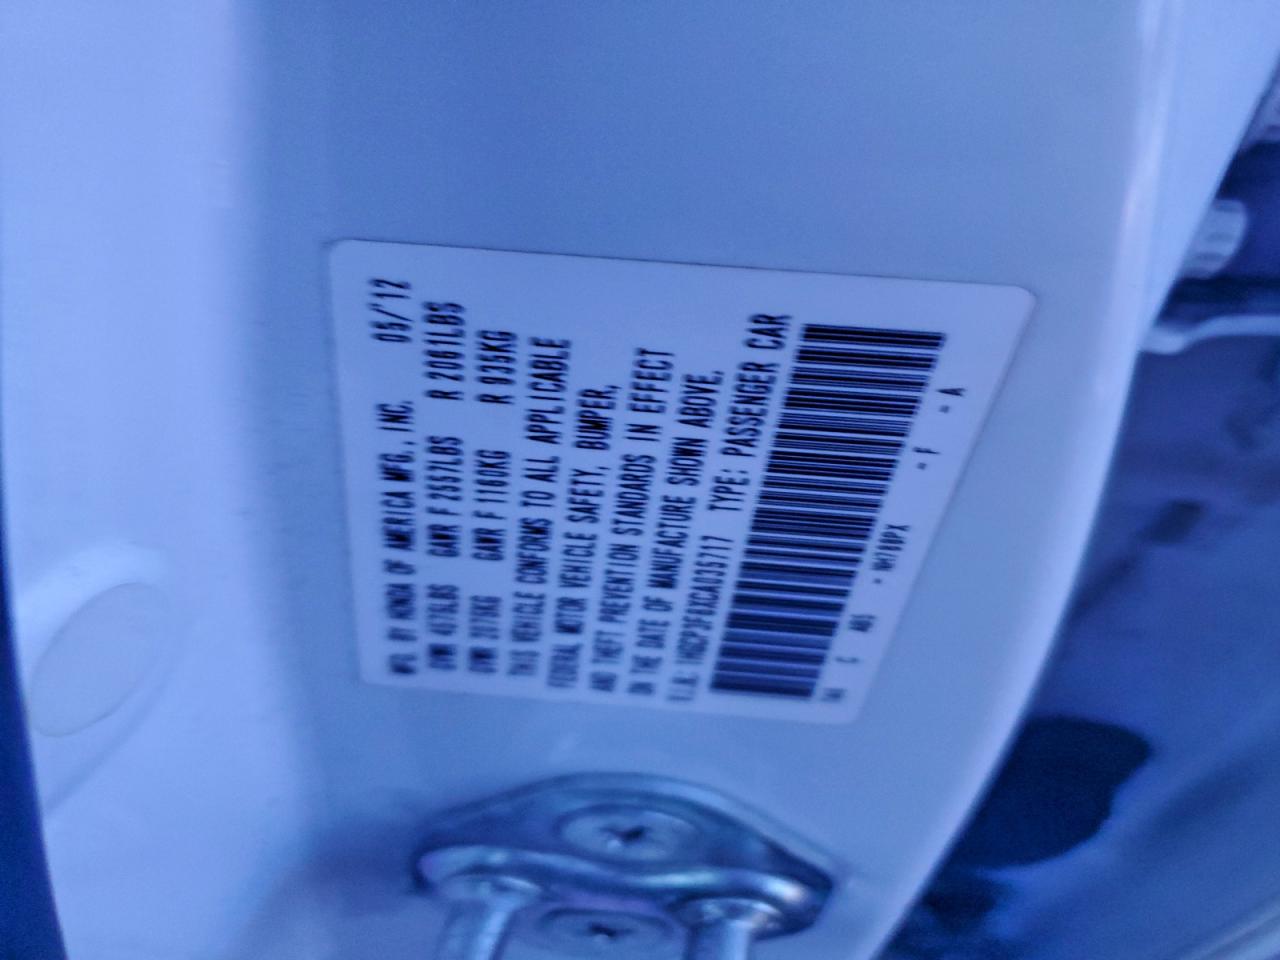 MFD. BY HONDA OF AMERICA MFG., INC. 05/'12
GVWR 4579LBS GAWR F 2557LBS R 2061LBS
GVWR 2070KG GAWR F 1160KG R 935KG
THIS VEHICLE CONFORMS TO ALL APPLICABLE
FEDERAL MOTOR VEHICLE SAFETY, BUMPER,
AND THEFT PREVENTION STANDARDS IN EFFECT
ON THE DATE OF MANUFACTURE SHOWN ABOVE.
V.I.N.: TYPE: PASSENGER CAR
C - F - A